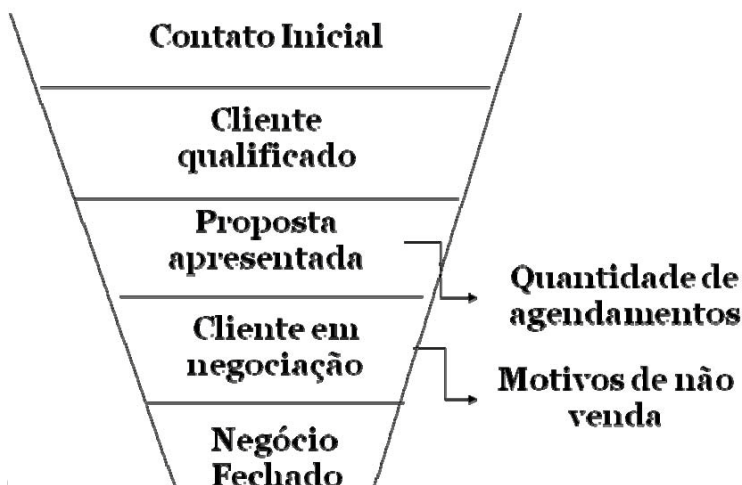 Contato Inicial
Cliente
qualificado
Proposta
apresentada
Quantidade de
agendamentos
Cliente em
negociação
Motivos de não
venda
Negócio
Fechado